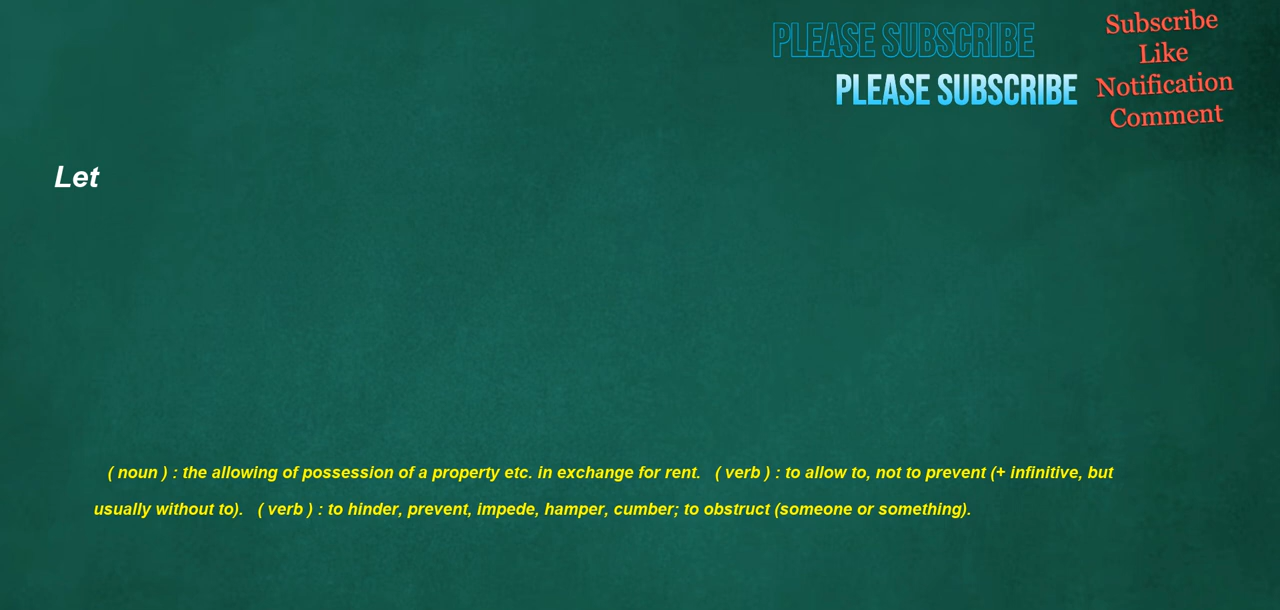 PLEASE SUBSCRIBE
PLEASE SUBSCRIBE
Subscribe
Like
Notification
Comment
Let
( noun ) : the allowing of possession of a property etc. in exchange for rent.   ( verb ) : to allow to, not to prevent (+ infinitive, but
usually without to).   ( verb ) : to hinder, prevent, impede, hamper, cumber; to obstruct (someone or something).